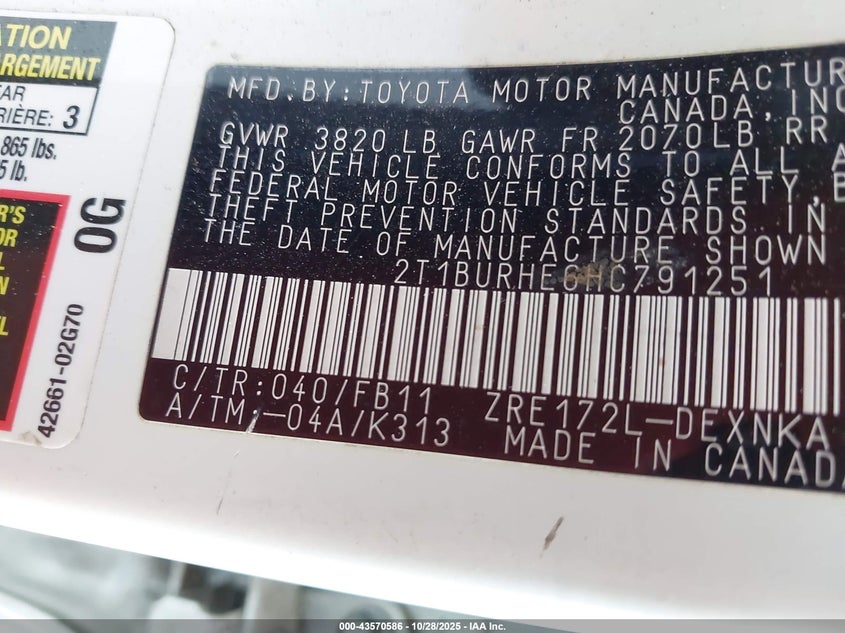 ATION
ARGEMENT
AR
RIÈRE: 3
865 lbs.
5 lb.
R'S
OR
L
N
L
0G
42661-02G70
MFD.BY:TOYOTA MOTOR MANUFACTUR
CANADA,INC
GVWR 3820 LB GAWR FR 2070LB RR
THIS VEHICLE CONFORMS TO ALL A
FEDERAL MOTOR VEHICLE SAFETY,B
THEFT PREVENTION STANDARDS IN
THE DATE OF MANUFACTURE SHOWN
2T1BURHE6HC791251
C/TR:040/FB11 ZRE172L-DEXNKA
A/TM:-04A/K313 MADE IN CANADA
000-43570586 | 10/28/2025 - IAA Inc.